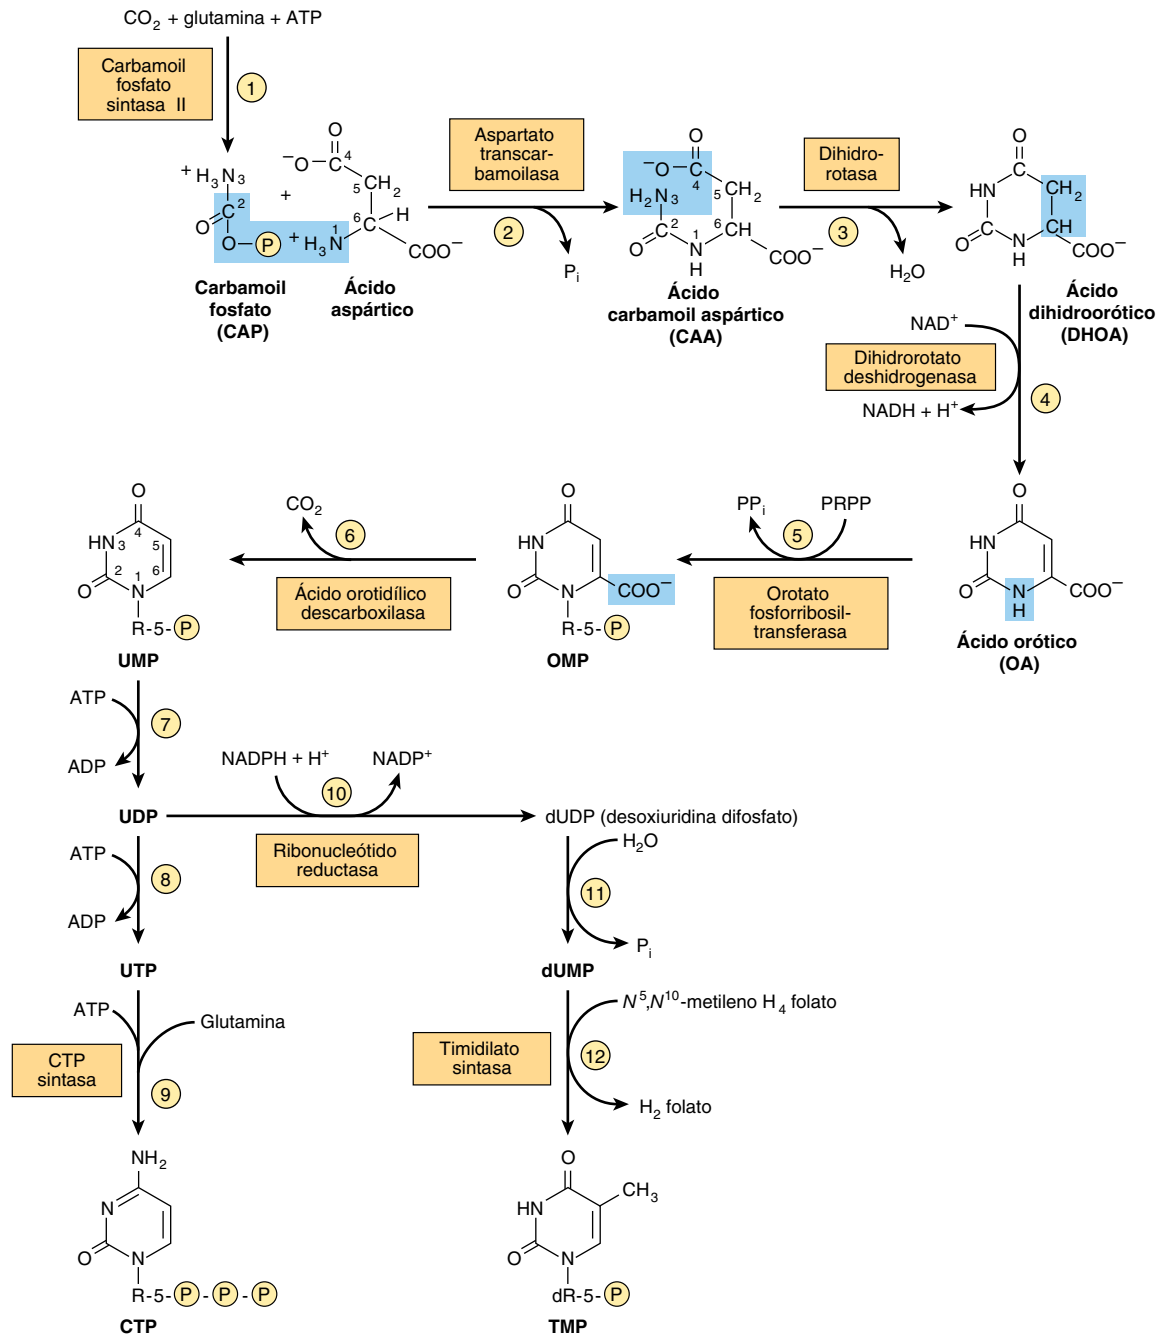 CO2 + glutamina + ATP
Carbamoil
fosfato
sintasa II
1
+
H3N3
C2
O
O
P
+
O
−O
C
4
5
CH2
6
C
H
+
1
H3N
COO−
Carbamoil
fosfato
(CAP)
Ácido
aspártico
Aspartato
transcar-
bamoilasa
2
Pi
O
−O
C
4
5
CH2
H2N3
6
CH
C
2
O
1
N
H
COO−
Ácido
carbamoil aspártico
(CAA)
Dihidro-
rotasa
3
H2O
O
C
HN
CH2
C
O
N
H
CH
COO−
Ácido
dihidroorótico
(DHOA)
NAD+
Dihidrorotato
deshidrogenasa
4
NADH + H+
O
HN
O
N
H
COO−
Ácido orótico
(OA)
PPi
PRPP
5
Orotato
fosforribosil-
transferasa
O
HN
O
N
COO−
R-5-P
OMP
CO2
6
Ácido orotidílico
descarboxilasa
O
4
HN3
5
2
1
6
O
N
R-5-P
UMP
ATP
7
ADP
UDP
NADPH + H+
NADP+
10
Ribonucleótido
reductasa
dUDP (desoxiuridina difosfato)
ATP
8
ADP
H2O
11
Pi
UTP
dUMP
ATP
Glutamina
CTP
sintasa
9
N5,N10-metileno H4 folato
Timidilato
sintasa
12
H2 folato
NH2
N
O
N
R-5-P-P-P
CTP
O
HN
CH3
O
N
dR-5-P
TMP